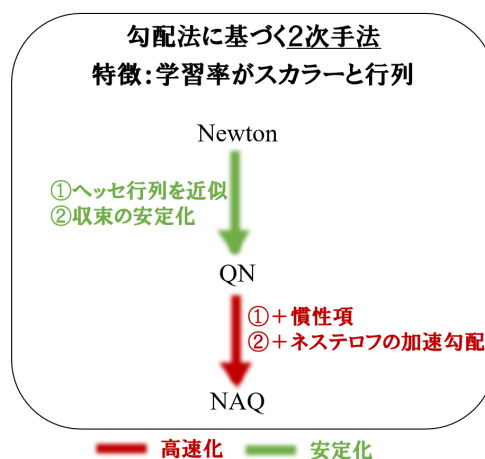 勾配法に基づく2次手法
特徴:学習率がスカラーと行列
Newton
①ヘッセ行列を近似
②収束の安定化
QN
①+慣性項
②+ネステロフの加速勾配
NAQ
高速化 安定化